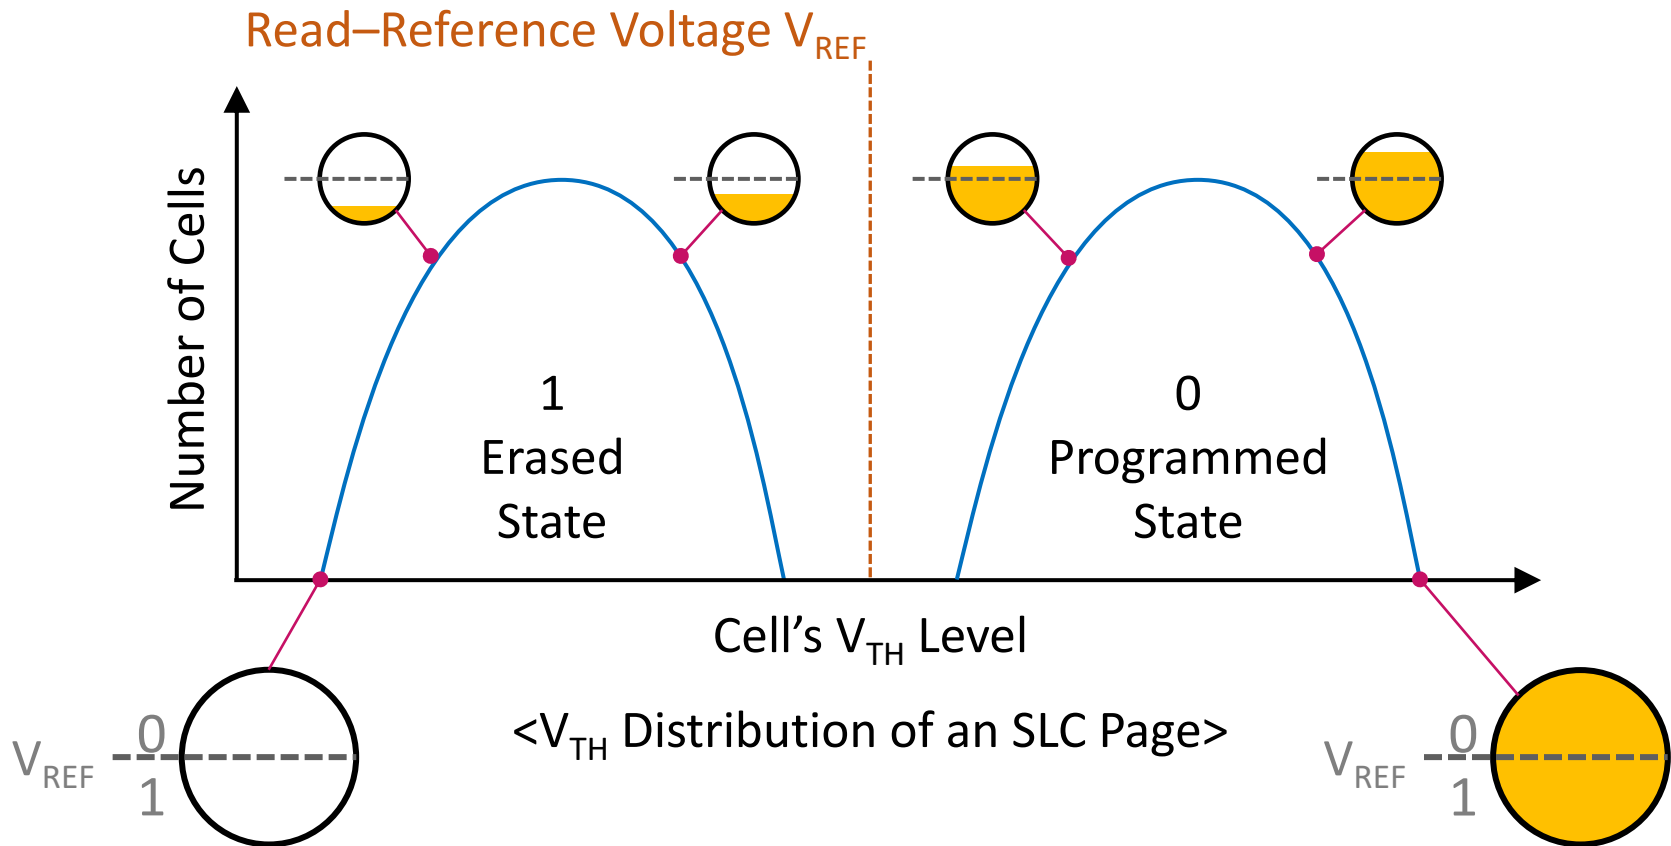 Read–Reference Voltage VREF
Number of Cells
1
Erased
State
0
Programmed
State
Cell's VTH Level
<VTH Distribution of an SLC Page>
VREF
0
1
VREF
0
1